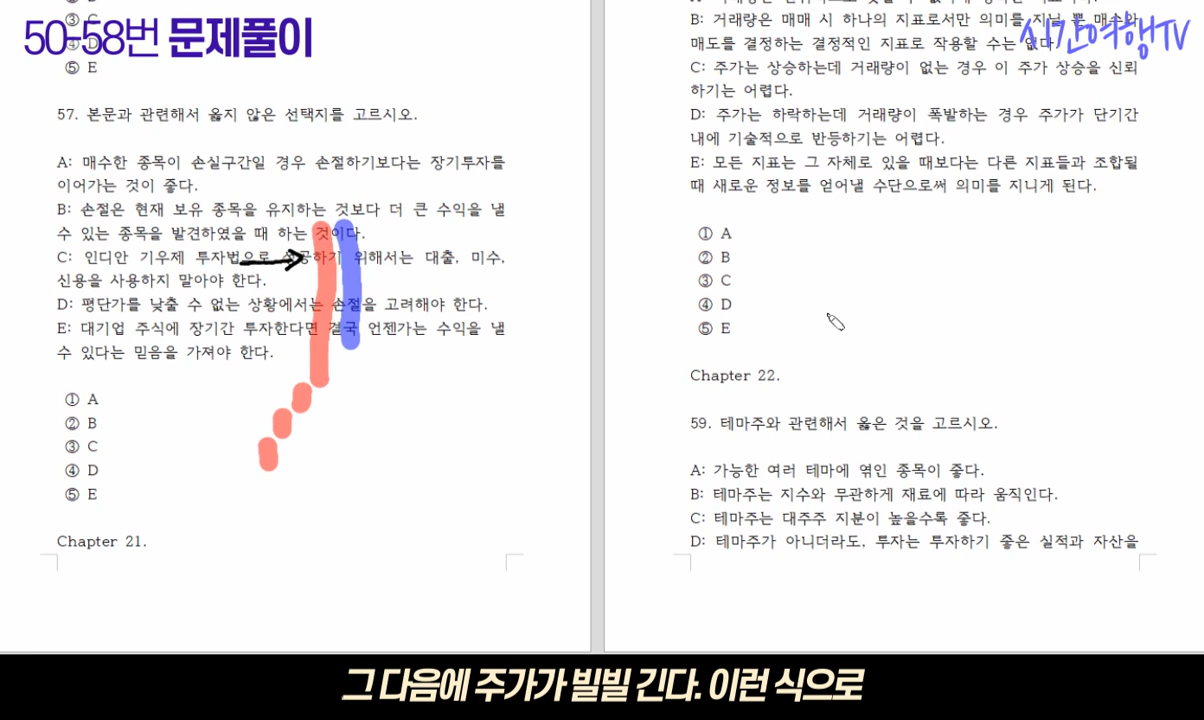 50-58번 문제풀이
시간여행TV
③ C
④ D
⑤ E
57. 본문과 관련해서 옳지 않은 선택지를 고르시오.
A: 매수한 종목이 손실구간일 경우 손절하기보다는 장기투자를
이어가는 것이 좋다.
B: 손절은 현재 보유 종목을 유지하는 것보다 더 큰 수익을 낼
수 있는 종목을 발견하였을 때 하는 것이다.
C: 인디안 기우제 투자법으로 성공하기 위해서는 대출, 미수,
신용을 사용하지 말아야 한다.
D: 평단가를 낮출 수 없는 상황에서는 손절을 고려해야 한다.
E: 대기업 주식에 장기간 투자한다면 결국 언젠가는 수익을 낼
수 있다는 믿음을 가져야 한다.
① A
② B
③ C
④ D
⑤ E
Chapter 21.
B: 거래량은 매매 시 하나의 지표로서만 의미를 지닐 뿐 매수와
매도를 결정하는 결정적인 지표로 작용할 수는 없다.
C: 주가는 상승하는데 거래량이 없는 경우 이 주가 상승을 신뢰
하기는 어렵다.
D: 주가는 하락하는데 거래량이 폭발하는 경우 주가가 단기간
내에 기술적으로 반등하기는 어렵다.
E: 모든 지표는 그 자체로 있을 때보다는 다른 지표들과 조합될
때 새로운 정보를 얻어낼 수단으로써 의미를 지니게 된다.
① A
② B
③ C
④ D
⑤ E
Chapter 22.
59. 테마주와 관련해서 옳은 것을 고르시오.
A: 가능한 여러 테마에 엮인 종목이 좋다.
B: 테마주는 지수와 무관하게 재료에 따라 움직인다.
C: 테마주는 대주주 지분이 높을수록 좋다.
D: 테마주가 아니더라도, 투자는 투자하기 좋은 실적과 자산을
그 다음에 주가가 빌빌 긴다. 이런 식으로